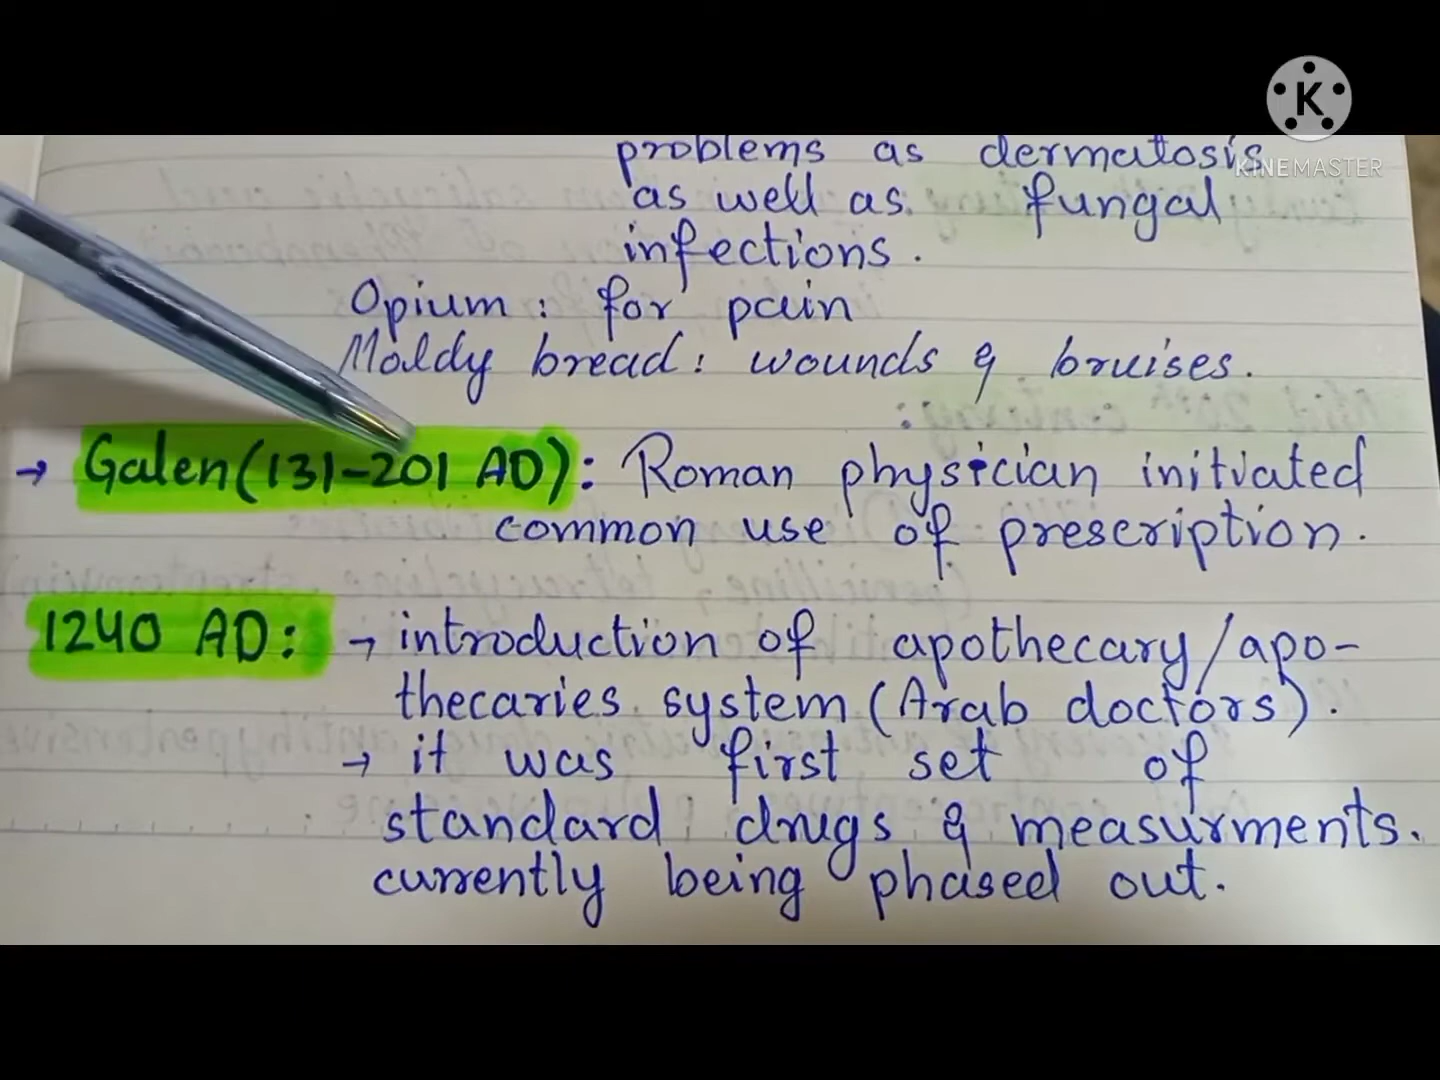 K
KINEMASTER
problems as dermatosis
as well as fungal
infections.
Opium: for pain
Moldy bread: wounds & bruises.
→ Galen (131-201 AD): Roman physician initiated
common use of prescription.
1240 AD: → introduction of apothecary/apo-
thecaries system (Arab doctors).
→ it was first set of
standard drugs & measurments.
currently being phased out.